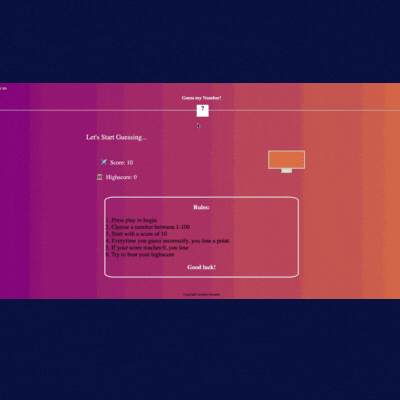 Guess my Number!
?
Let's Start Guessing...
Score: 10
Highscore: 0
Rules:
1. Press play to begin
2. Choose a number between 1-100
3. Start with a score of 10
4. Everytime you guess incorrectly, you lose a point
5. If your score reaches 0, you lose
6. Try to beat your highscore
Good luck!